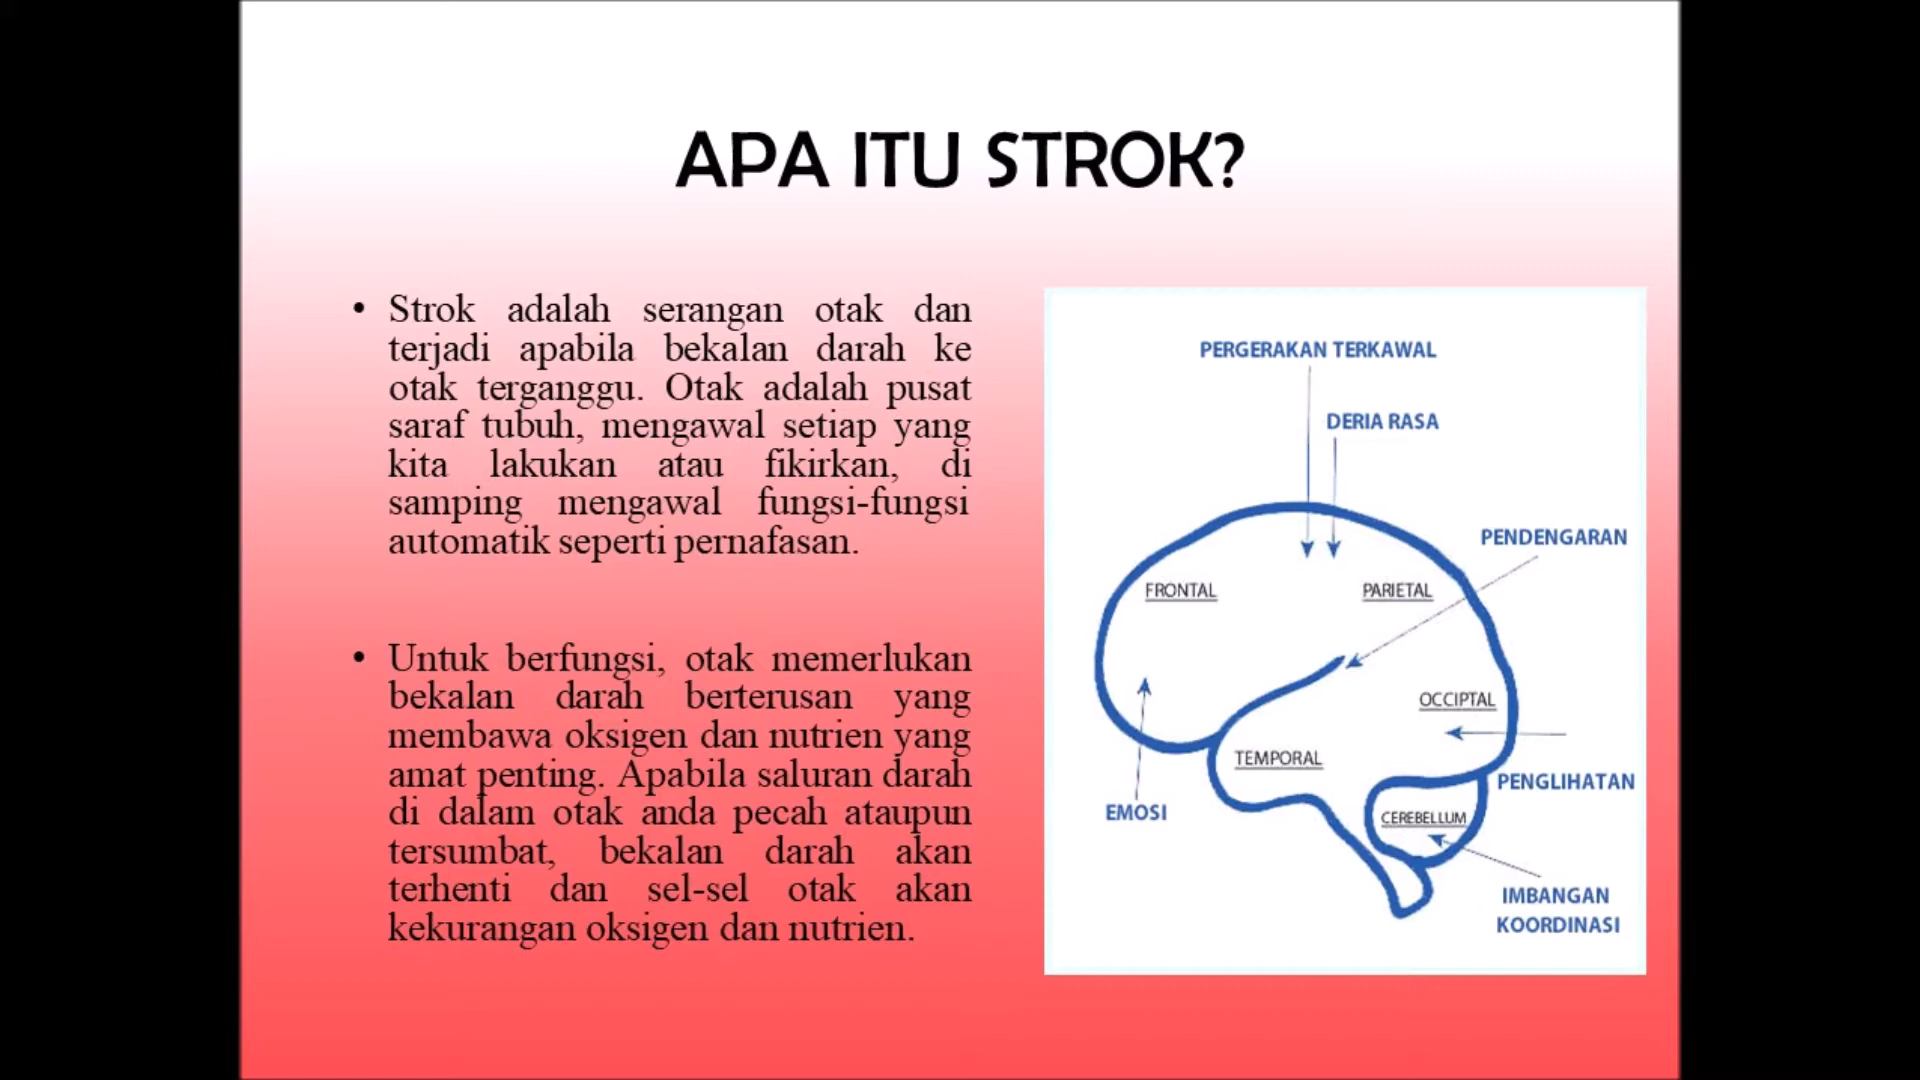 APA ITU STROK?
• Strok adalah serangan otak dan
terjadi apabila bekalan darah ke
otak terganggu. Otak adalah pusat
saraf tubuh, mengawal setiap yang
kita lakukan atau fikirkan, di
samping mengawal fungsi-fungsi
automatik seperti pernafasan.
• Untuk berfungsi, otak memerlukan
bekalan darah berterusan yang
membawa oksigen dan nutrien yang
amat penting. Apabila saluran darah
di dalam otak anda pecah ataupun
tersumbat, bekalan darah akan
terhenti dan sel-sel otak akan
kekurangan oksigen dan nutrien.
PERGERAKAN TERKAWAL
DERIA RASA
PENDENGARAN
FRONTAL
PARIETAL
OCCIPTAL
TEMPORAL
PENGLIHATAN
EMOSI
CEREBELLUM
IMBANGAN
KOORDINASI